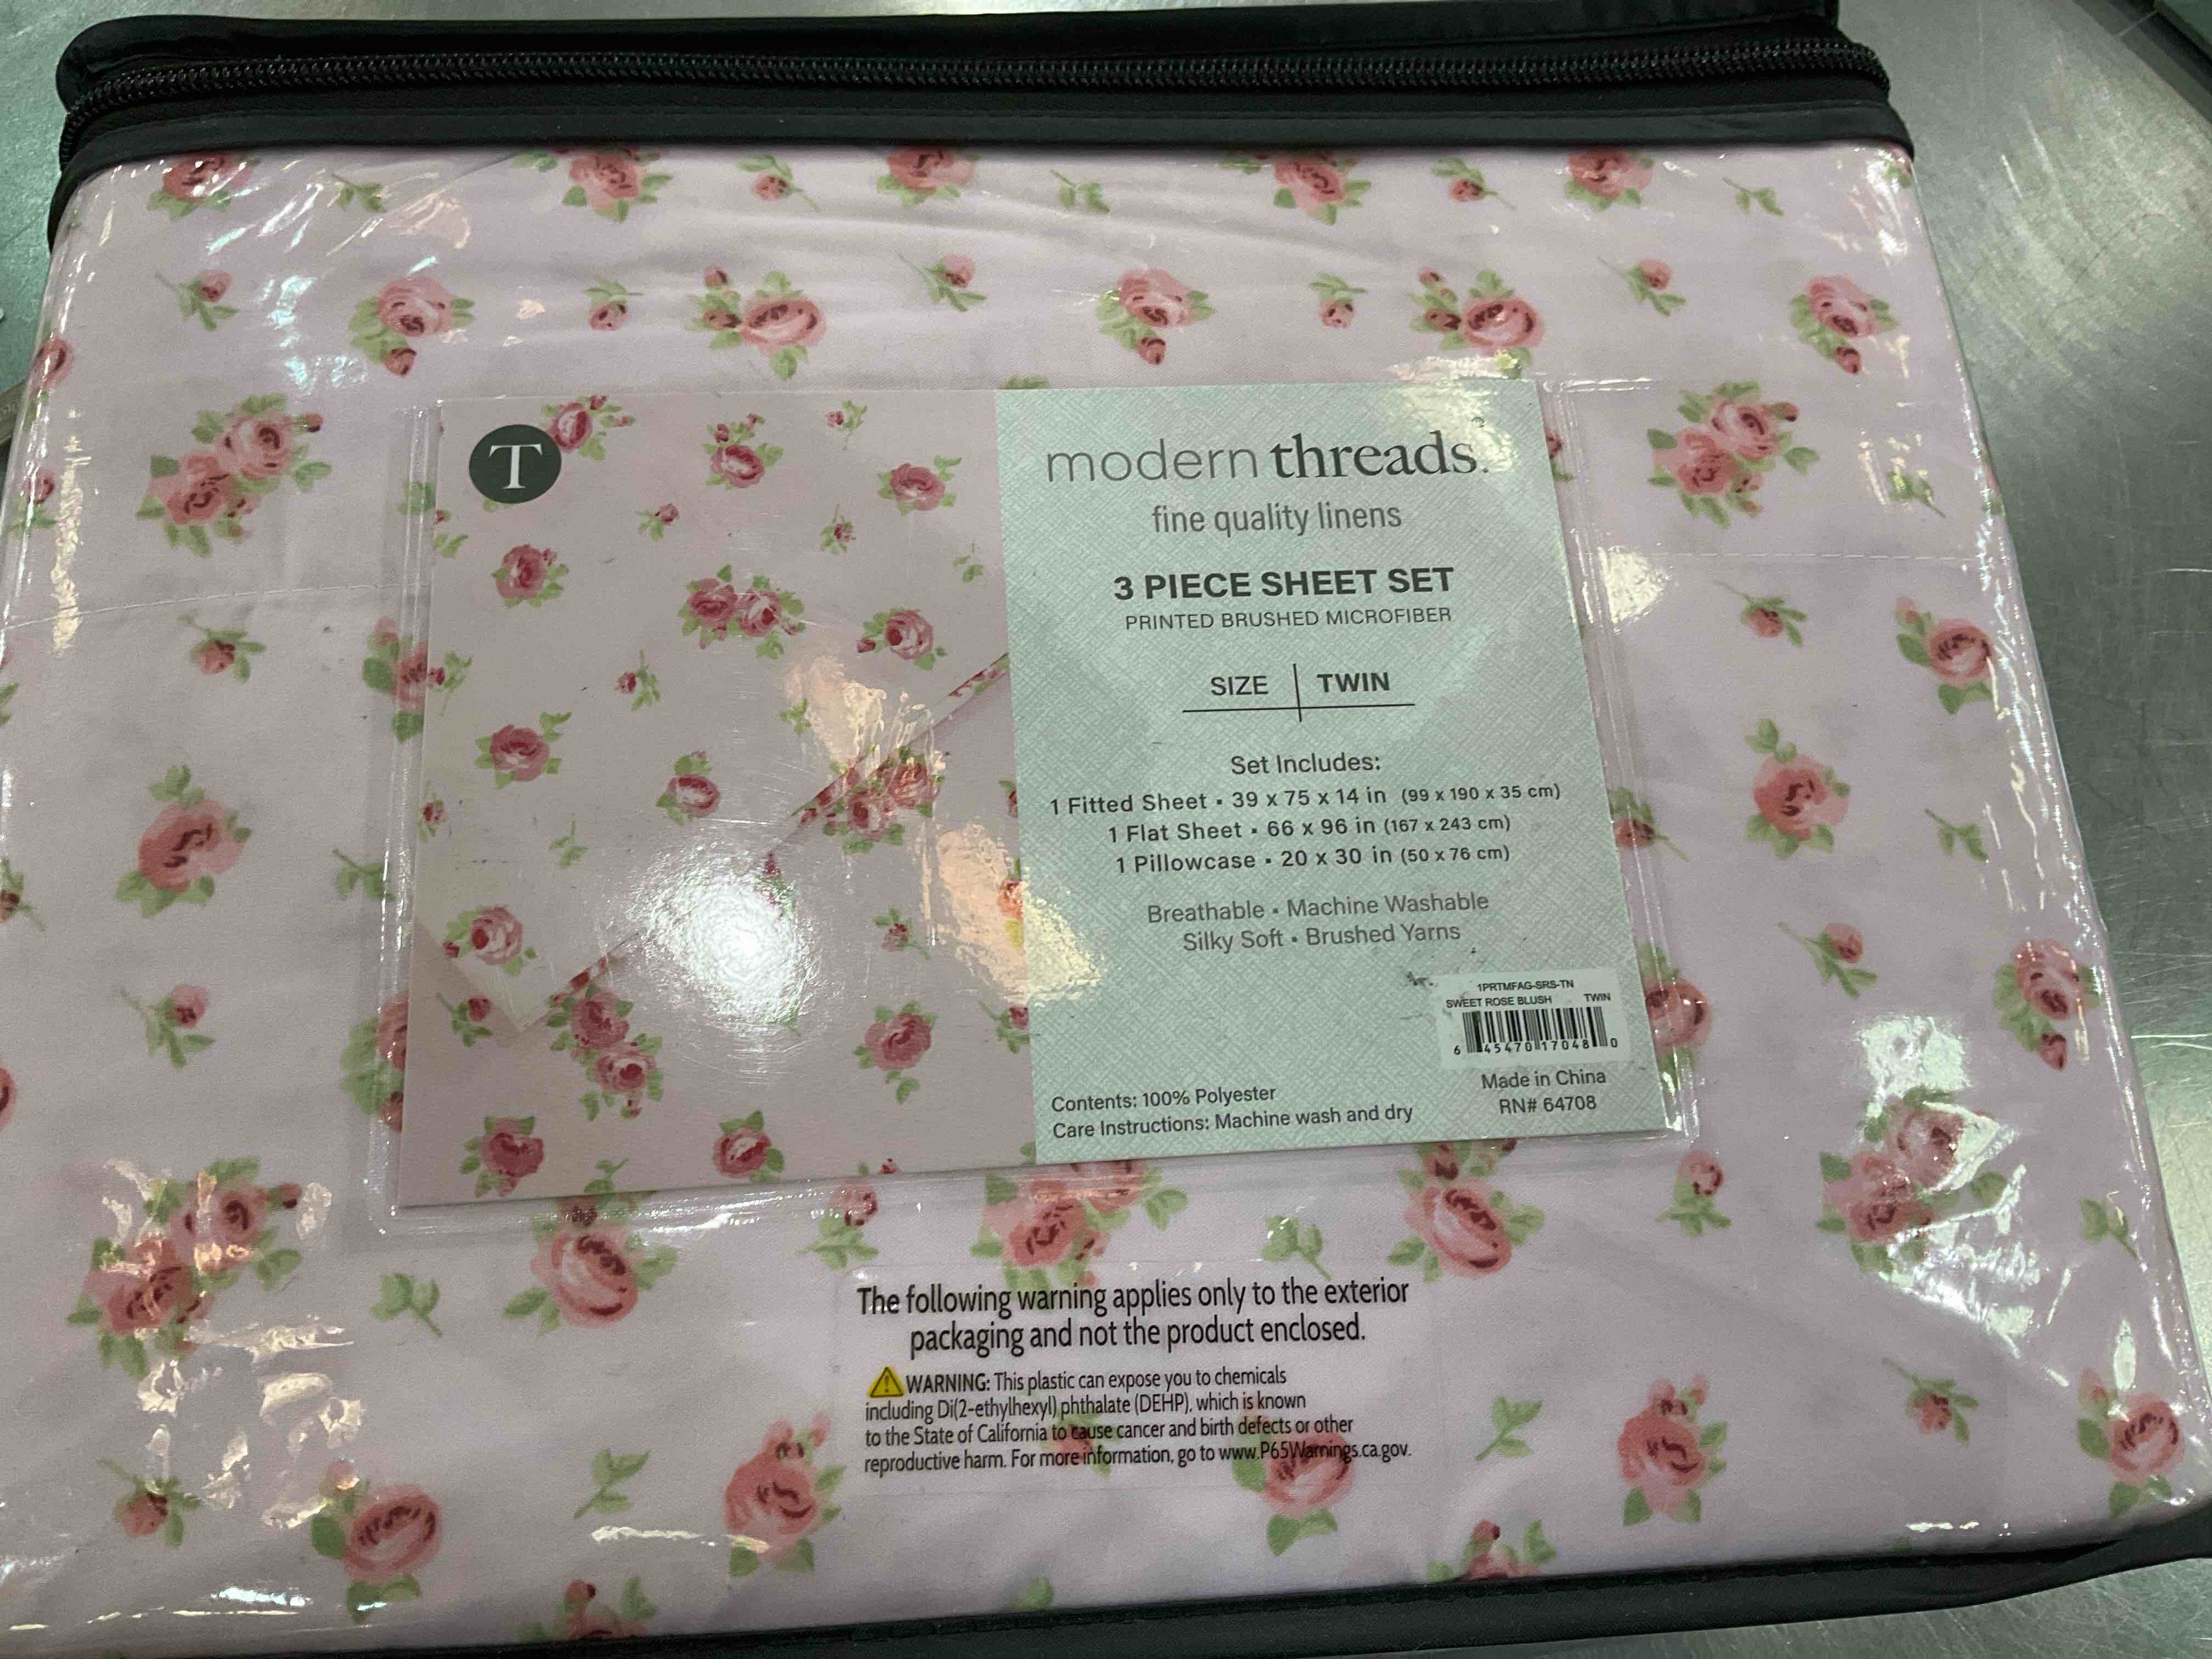 T
modern threads.
fine quality linens
3 PIECE SHEET SET
PRINTED BRUSHED MICROFIBER
SIZE TWIN
Set Includes:
1 Fitted Sheet ▪ 39 x 75 x 14 in (99 x 190 x 35 cm)
1 Flat Sheet ▪ 66 x 96 in (167 x 243 cm)
1 Pillowcase ▪ 20 x 30 in (50 x 76 cm)
Breathable ▪ Machine Washable
Silky Soft ▪ Brushed Yarns
1PRTMFAG-SRS-TN
SWEET ROSE BLUSH TWIN
6 45470 17048 0
Contents: 100% Polyester
Care Instructions: Machine wash and dry
Made in China
RN# 64708
The following warning applies only to the exterior
packaging and not the product enclosed.
⚠ WARNING: This plastic can expose you to chemicals
including Di(2-ethylhexyl) phthalate (DEHP), which is known
to the State of California to cause cancer and birth defects or other
reproductive harm. For more information, go to www.P65Warnings.ca.gov.